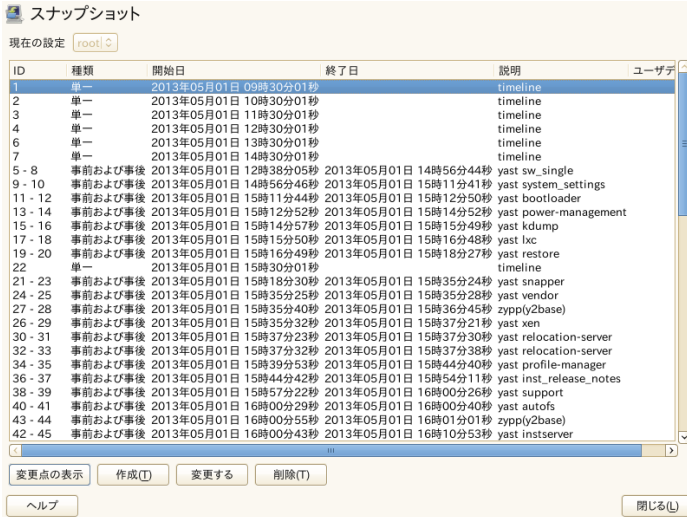 スナップショット
現在の設定 root
ID 種類 開始日 終了日 説明 ユーザデ
1 単一 2013年05月01日 09時30分01秒 timeline
2 単一 2013年05月01日 10時30分01秒 timeline
3 単一 2013年05月01日 11時30分01秒 timeline
4 単一 2013年05月01日 12時30分01秒 timeline
6 単一 2013年05月01日 13時30分01秒 timeline
7 単一 2013年05月01日 14時30分01秒 timeline
5 - 8 事前および事後 2013年05月01日 12時38分05秒 2013年05月01日 14時56分44秒 yast sw_single
9 - 10 事前および事後 2013年05月01日 14時56分46秒 2013年05月01日 15時11分41秒 yast system_settings
11 - 12 事前および事後 2013年05月01日 15時11分44秒 2013年05月01日 15時12分50秒 yast bootloader
13 - 14 事前および事後 2013年05月01日 15時12分52秒 2013年05月01日 15時14分52秒 yast power-management
15 - 16 事前および事後 2013年05月01日 15時14分57秒 2013年05月01日 15時15分49秒 yast kdump
17 - 18 事前および事後 2013年05月01日 15時15分50秒 2013年05月01日 15時16分48秒 yast lxc
19 - 20 事前および事後 2013年05月01日 15時16分49秒 2013年05月01日 15時18分27秒 yast restore
22 単一 2013年05月01日 15時30分01秒 timeline
21 - 23 事前および事後 2013年05月01日 15時18分30秒 2013年05月01日 15時35分24秒 yast snapper
24 - 25 事前および事後 2013年05月01日 15時35分25秒 2013年05月01日 15時35分28秒 yast vendor
27 - 28 事前および事後 2013年05月01日 15時35分40秒 2013年05月01日 15時36分45秒 zypp(y2base)
26 - 29 事前および事後 2013年05月01日 15時35分32秒 2013年05月01日 15時37分21秒 yast xen
30 - 31 事前および事後 2013年05月01日 15時37分23秒 2013年05月01日 15時37分30秒 yast relocation-server
32 - 33 事前および事後 2013年05月01日 15時37分32秒 2013年05月01日 15時37分38秒 yast relocation-server
34 - 35 事前および事後 2013年05月01日 15時39分53秒 2013年05月01日 15時44分40秒 yast profile-manager
36 - 37 事前および事後 2013年05月01日 15時44分42秒 2013年05月01日 15時54分11秒 yast inst_release_notes
38 - 39 事前および事後 2013年05月01日 15時57分22秒 2013年05月01日 16時00分26秒 yast support
40 - 41 事前および事後 2013年05月01日 16時00分29秒 2013年05月01日 16時00分40秒 yast autofs
43 - 44 事前および事後 2013年05月01日 16時00分55秒 2013年05月01日 16時01分01秒 zypp(y2base)
42 - 45 事前および事後 2013年05月01日 16時00分43秒 2013年05月01日 16時10分53秒 yast instserver
変更点の表示 作成(T) 変更する 削除(T)
ヘルプ 閉じる(L)